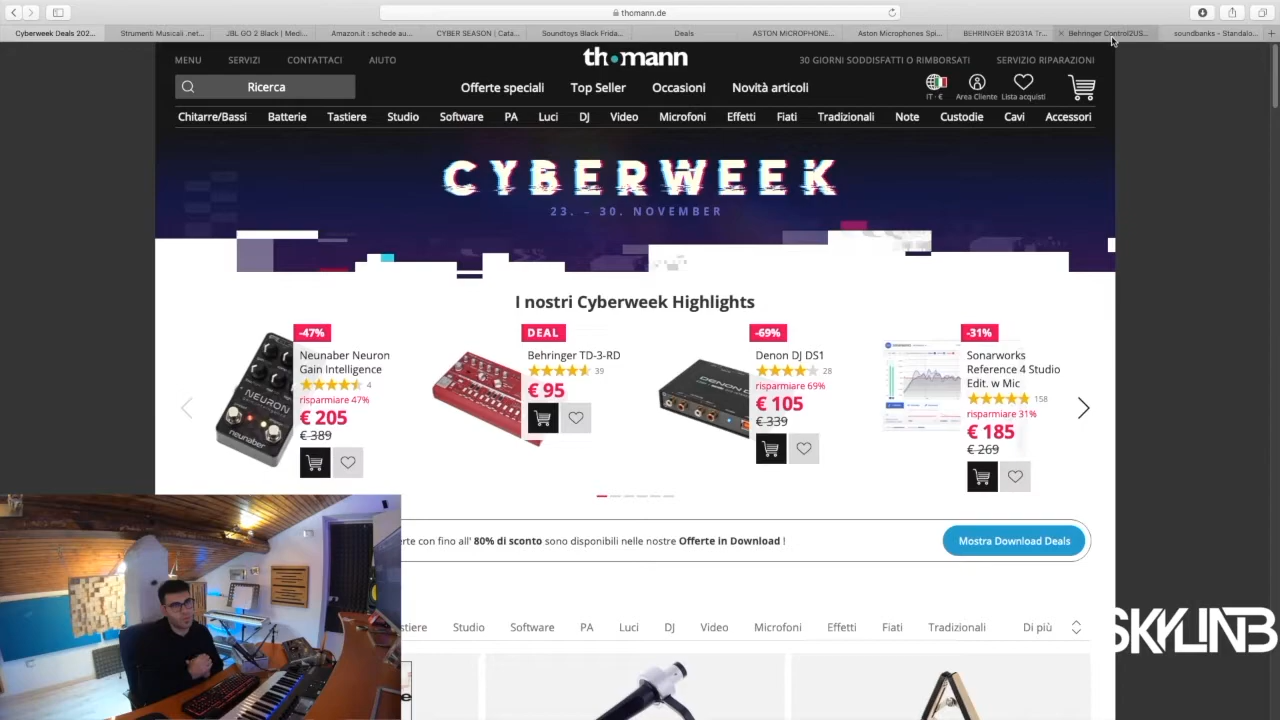 thomann.de
Cyberweek Deals 202...
Strumenti Musicali .net...
JBL GO 2 Black | Medi...
Amazon.it : schede au...
CYBER SEASON | Cata...
Soundtoys Black Frida...
Deals
ASTON MICROPHONE...
Aston Microphones Spi...
BEHRINGER B2031A Tr...
Behringer Control2US...
soundbanks – Standalo...
MENU SERVIZI CONTATTACI AIUTO
th•mann
30 GIORNI SODDISFATTI O RIMBORSATI SERVIZIO RIPARAZIONI
Ricerca
Offerte speciali Top Seller Occasioni Novità articoli
IT · € Area Cliente Lista acquisti
Chitarre/Bassi Batterie Tastiere Studio Software PA Luci DJ Video Microfoni Effetti Fiati Tradizionali Note Custodie Cavi Accessori
CYBERWEEK
23. – 30. NOVEMBER
I nostri Cyberweek Highlights
-47%
Neunaber Neuron
Gain Intelligence
4
risparmiare 47%
€ 205
€ 389
DEAL
Behringer TD-3-RD
39
€ 95
-69%
Denon DJ DS1
28
risparmiare 69%
€ 105
€ 339
-31%
Sonarworks
Reference 4 Studio
Edit. w Mic
158
risparmiare 31%
€ 185
€ 269
NEURON
neunaber
DENON DJ
erte con fino all' 80% di sconto sono disponibili nelle nostre Offerte in Download !
Mostra Download Deals
stiere Studio Software PA Luci DJ Video Microfoni Effetti Fiati Tradizionali Di più
SKYLINB